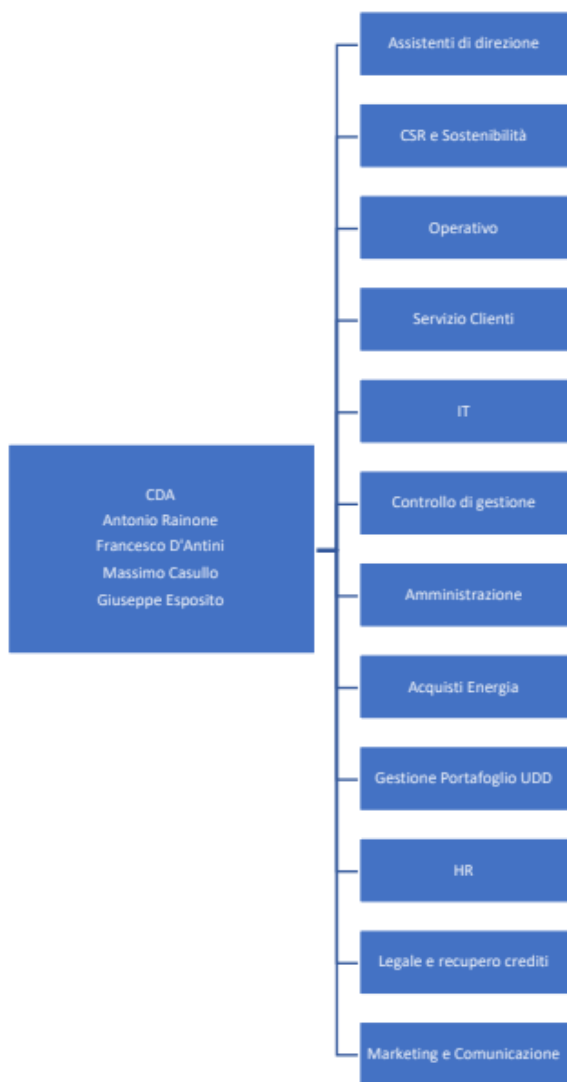 Assistenti di direzione
CSR e Sostenibilità
Operativo
Servizio Clienti
IT
CDA
Antonio Rainone
Francesco D'Antini
Massimo Casullo
Giuseppe Esposito
Controllo di gestione
Amministrazione
Acquisti Energia
Gestione Portafoglio UDD
HR
Legale e recupero crediti
Marketing e Comunicazione